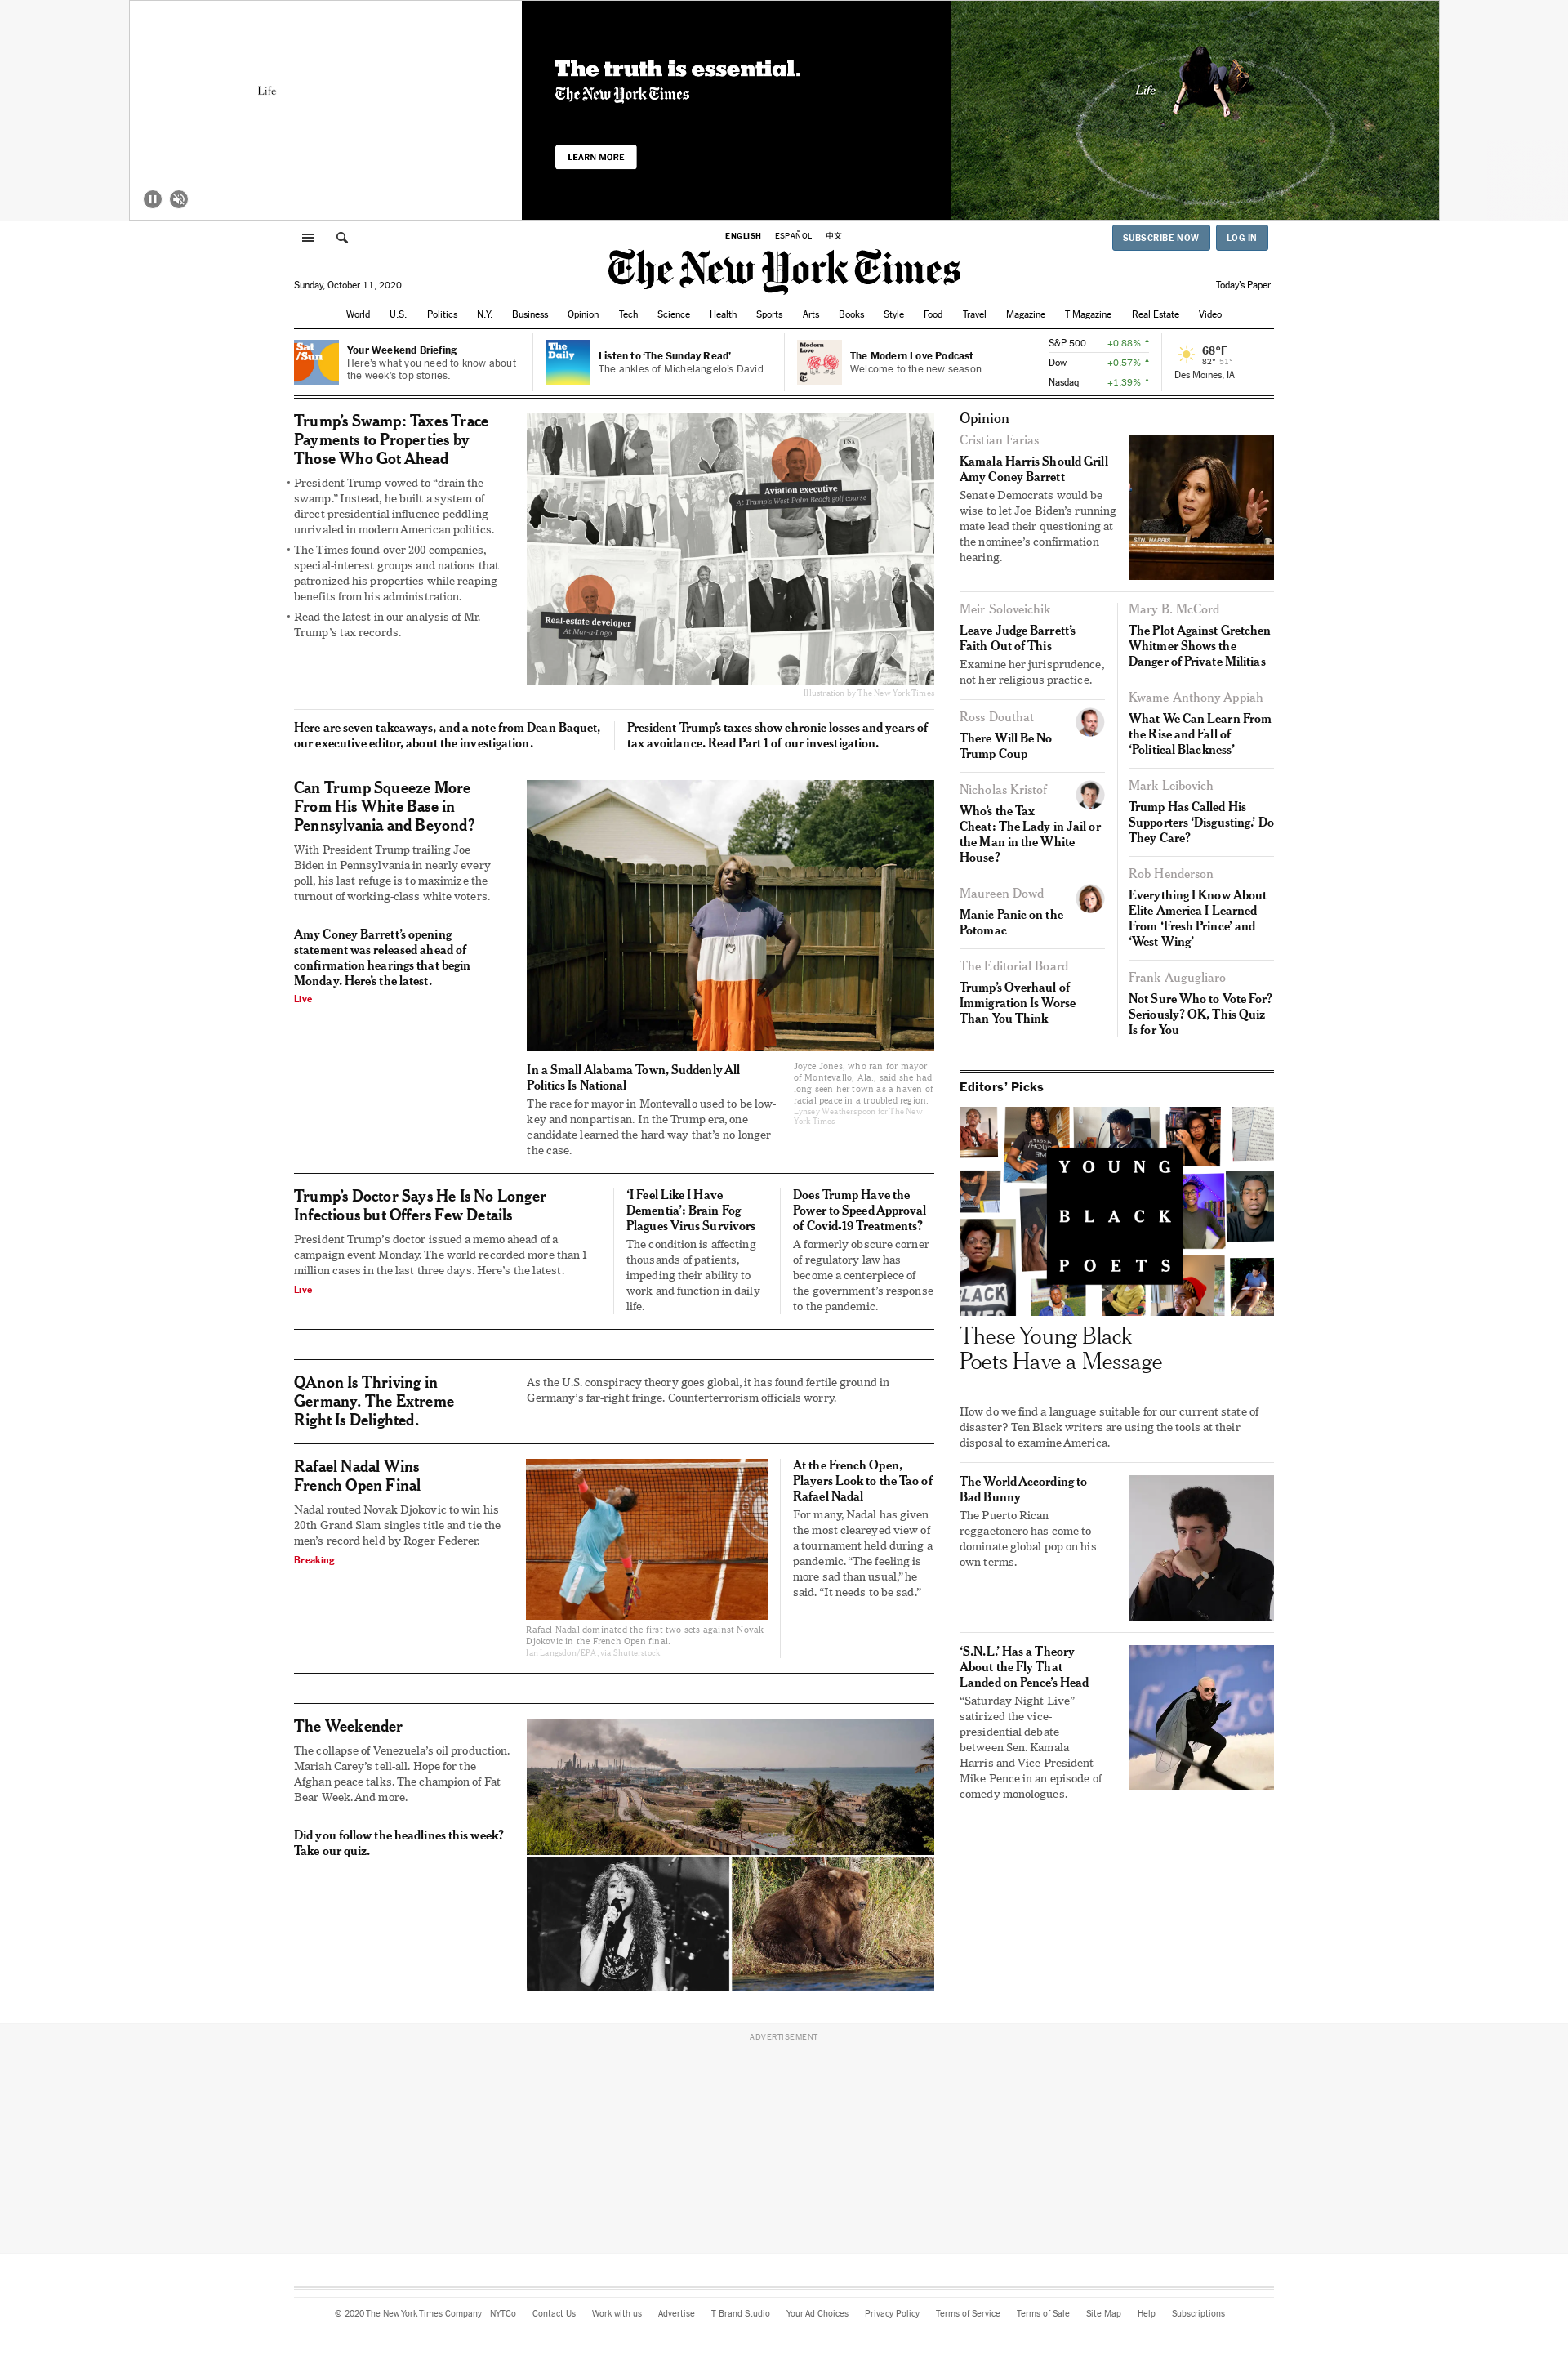 Life
The truth is essential.
The New York Times
LEARN MORE
Life
ENGLISH ESPAÑOL 中文
SUBSCRIBE NOW LOG IN
The New York Times
Sunday, October 11, 2020
Today's Paper
World U.S. Politics N.Y. Business Opinion Tech Science Health Sports Arts Books Style Food Travel Magazine T Magazine Real Estate Video
Sat
/Sun
Your Weekend Briefing
Here's what you need to know about
the week's top stories.
The
Daily
Listen to ‘The Sunday Read’
The ankles of Michelangelo's David.
Modern
Love
The Modern Love Podcast
Welcome to the new season.
S&P 500 +0.88% ↑
Dow +0.57% ↑
Nasdaq +1.39% ↑
68°F
82° 51°
Des Moines, IA
Trump’s Swamp: Taxes Trace
Payments to Properties by
Those Who Got Ahead
• President Trump vowed to “drain the
swamp.” Instead, he built a system of
direct presidential influence-peddling
unrivaled in modern American politics.
• The Times found over 200 companies,
special-interest groups and nations that
patronized his properties while reaping
benefits from his administration.
• Read the latest in our analysis of Mr.
Trump’s tax records.
USA
Aviation executive
At Trump's West Palm Beach golf course
Real-estate developer
At Mar-a-Lago
Illustration by The New York Times
Here are seven takeaways, and a note from Dean Baquet,
our executive editor, about the investigation.
President Trump’s taxes show chronic losses and years of
tax avoidance. Read Part 1 of our investigation.
Can Trump Squeeze More
From His White Base in
Pennsylvania and Beyond?
With President Trump trailing Joe
Biden in Pennsylvania in nearly every
poll, his last refuge is to maximize the
turnout of working-class white voters.
Amy Coney Barrett’s opening
statement was released ahead of
confirmation hearings that begin
Monday. Here’s the latest.
Live
In a Small Alabama Town, Suddenly All
Politics Is National
The race for mayor in Montevallo used to be low-
key and nonpartisan. In the Trump era, one
candidate learned the hard way that’s no longer
the case.
Joyce Jones, who ran for mayor
of Montevallo, Ala., said she had
long seen her town as a haven of
racial peace in a troubled region.
Lynsey Weatherspoon for The New
York Times
Trump’s Doctor Says He Is No Longer
Infectious but Offers Few Details
President Trump’s doctor issued a memo ahead of a
campaign event Monday. The world recorded more than 1
million cases in the last three days. Here’s the latest.
Live
‘I Feel Like I Have
Dementia’: Brain Fog
Plagues Virus Survivors
The condition is affecting
thousands of patients,
impeding their ability to
work and function in daily
life.
Does Trump Have the
Power to Speed Approval
of Covid-19 Treatments?
A formerly obscure corner
of regulatory law has
become a centerpiece of
the government’s response
to the pandemic.
QAnon Is Thriving in
Germany. The Extreme
Right Is Delighted.
As the U.S. conspiracy theory goes global, it has found fertile ground in
Germany’s far-right fringe. Counterterrorism officials worry.
Rafael Nadal Wins
French Open Final
Nadal routed Novak Djokovic to win his
20th Grand Slam singles title and tie the
men’s record held by Roger Federer.
Breaking
Rafael Nadal dominated the first two sets against Novak
Djokovic in the French Open final.
Ian Langsdon/EPA, via Shutterstock
At the French Open,
Players Look to the Tao of
Rafael Nadal
For many, Nadal has given
the most cleareyed view of
a tournament held during a
pandemic. “The feeling is
more sad than usual,” he
said. “It needs to be sad.”
The Weekender
The collapse of Venezuela’s oil production.
Mariah Carey’s tell-all. Hope for the
Afghan peace talks. The champion of Fat
Bear Week. And more.
Did you follow the headlines this week?
Take our quiz.
Opinion
Cristian Farias
Kamala Harris Should Grill
Amy Coney Barrett
Senate Democrats would be
wise to let Joe Biden’s running
mate lead their questioning at
the nominee’s confirmation
hearing.
SEN. HARRIS
Meir Soloveichik
Leave Judge Barrett’s
Faith Out of This
Examine her jurisprudence,
not her religious practice.
Ross Douthat
There Will Be No
Trump Coup
Nicholas Kristof
Who’s the Tax
Cheat: The Lady in Jail or
the Man in the White
House?
Maureen Dowd
Manic Panic on the
Potomac
The Editorial Board
Trump’s Overhaul of
Immigration Is Worse
Than You Think
Mary B. McCord
The Plot Against Gretchen
Whitmer Shows the
Danger of Private Militias
Kwame Anthony Appiah
What We Can Learn From
the Rise and Fall of
‘Political Blackness’
Mark Leibovich
Trump Has Called His
Supporters ‘Disgusting.’ Do
They Care?
Rob Henderson
Everything I Know About
Elite America I Learned
From ‘Fresh Prince’ and
‘West Wing’
Frank Augugliaro
Not Sure Who to Vote For?
Seriously? OK, This Quiz
Is for You
Editors’ Picks
YOUNG
BLACK
POETS
These Young Black
Poets Have a Message
How do we find a language suitable for our current state of
disaster? Ten Black writers are using the tools at their
disposal to examine America.
The World According to
Bad Bunny
The Puerto Rican
reggaetonero has come to
dominate global pop on his
own terms.
‘S.N.L.’ Has a Theory
About the Fly That
Landed on Pence’s Head
“Saturday Night Live”
satirized the vice-
presidential debate
between Sen. Kamala
Harris and Vice President
Mike Pence in an episode of
comedy monologues.
ADVERTISEMENT
© 2020 The New York Times Company NYTCo Contact Us Work with us Advertise T Brand Studio Your Ad Choices Privacy Policy Terms of Service Terms of Sale Site Map Help Subscriptions